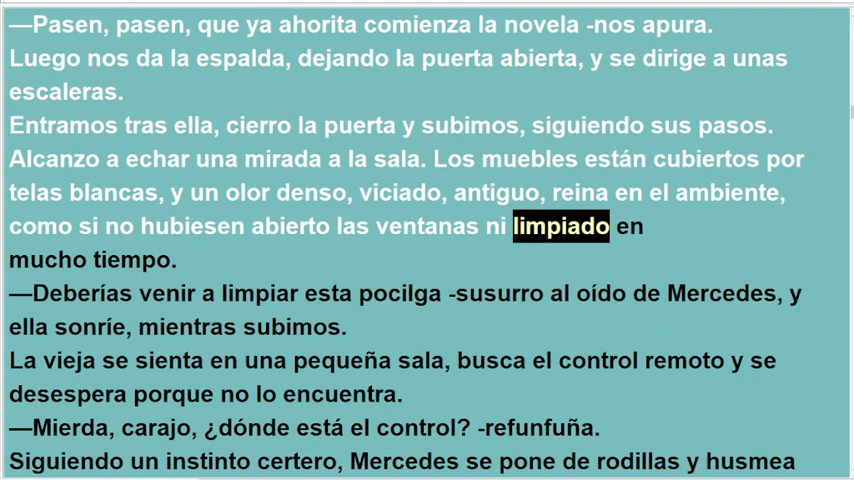 —Pasen, pasen, que ya ahorita comienza la novela -nos apura.
Luego nos da la espalda, dejando la puerta abierta, y se dirige a unas
escaleras.
Entramos tras ella, cierro la puerta y subimos, siguiendo sus pasos.
Alcanzo a echar una mirada a la sala. Los muebles están cubiertos por
telas blancas, y un olor denso, viciado, antiguo, reina en el ambiente,
como si no hubiesen abierto las ventanas ni limpiado en
mucho tiempo.
—Deberías venir a limpiar esta pocilga -susurro al oído de Mercedes, y
ella sonríe, mientras subimos.
La vieja se sienta en una pequeña sala, busca el control remoto y se
desespera porque no lo encuentra.
—Mierda, carajo, ¿dónde está el control? -refunfuña.
Siguiendo un instinto certero, Mercedes se pone de rodillas y husmea